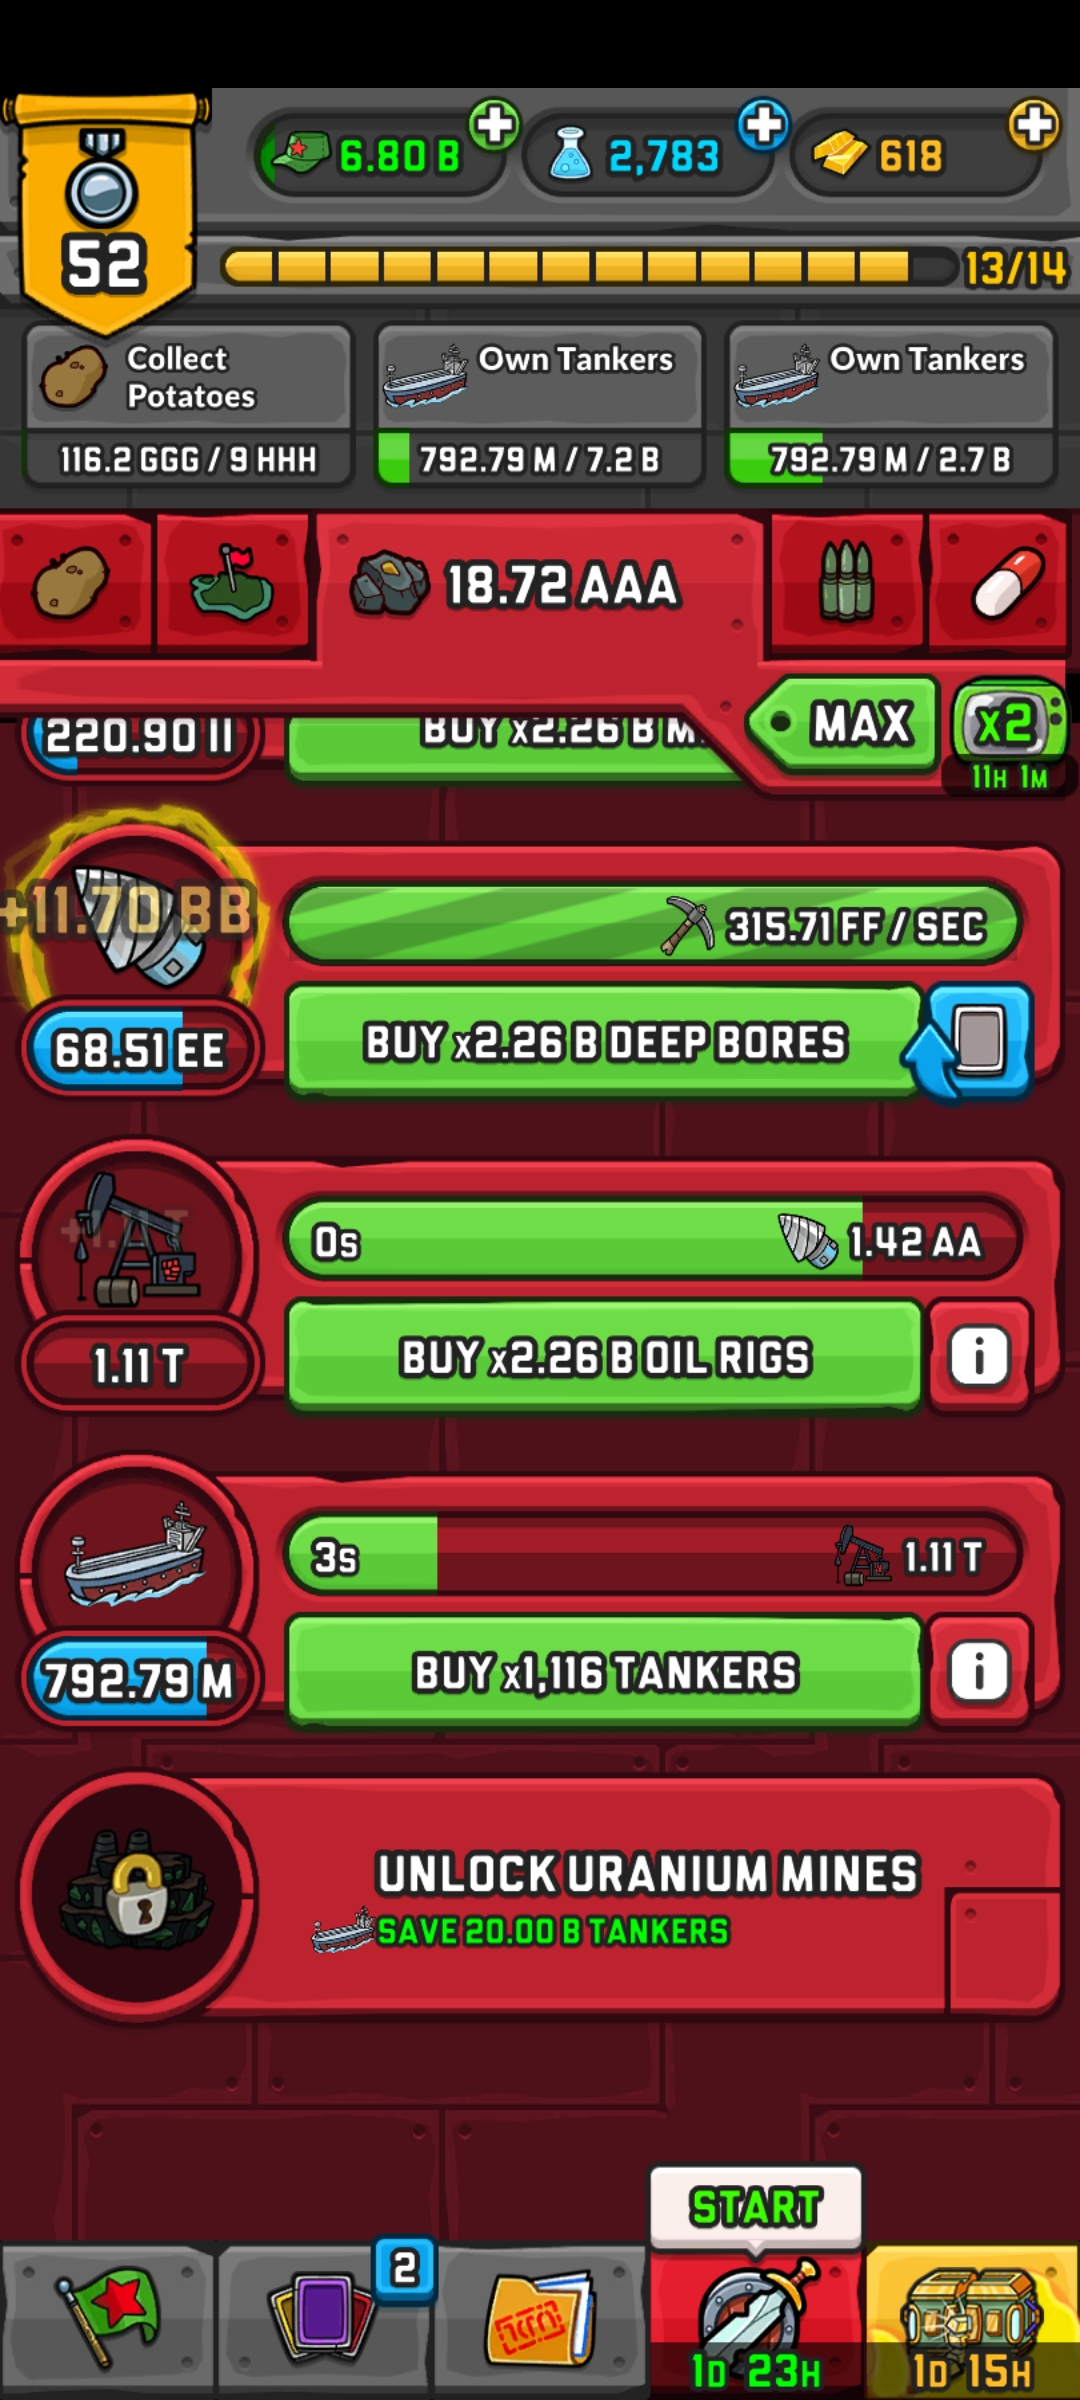 52
6.80 B
2,783
618
13/14
Collect
Potatoes
116.2 GGG / 9 HHH
Own Tankers
792.79 M / 7.2 B
Own Tankers
792.79 M / 2.7 B
18.72 AAA
MAX
X2
11H 1M
220.90 II
BUY x2.26 B M
+11.70 BB
315.71 FF / SEC
68.51 EE
BUY x2.26 B DEEP BORES
0s
1.42 AA
1.11 T
BUY x2.26 B OIL RIGS
i
3s
1.11 T
792.79 M
BUY x1,116 TANKERS
i
UNLOCK URANIUM MINES
SAVE 20.00 B TANKERS
START
2
1D 23H
1D 15H